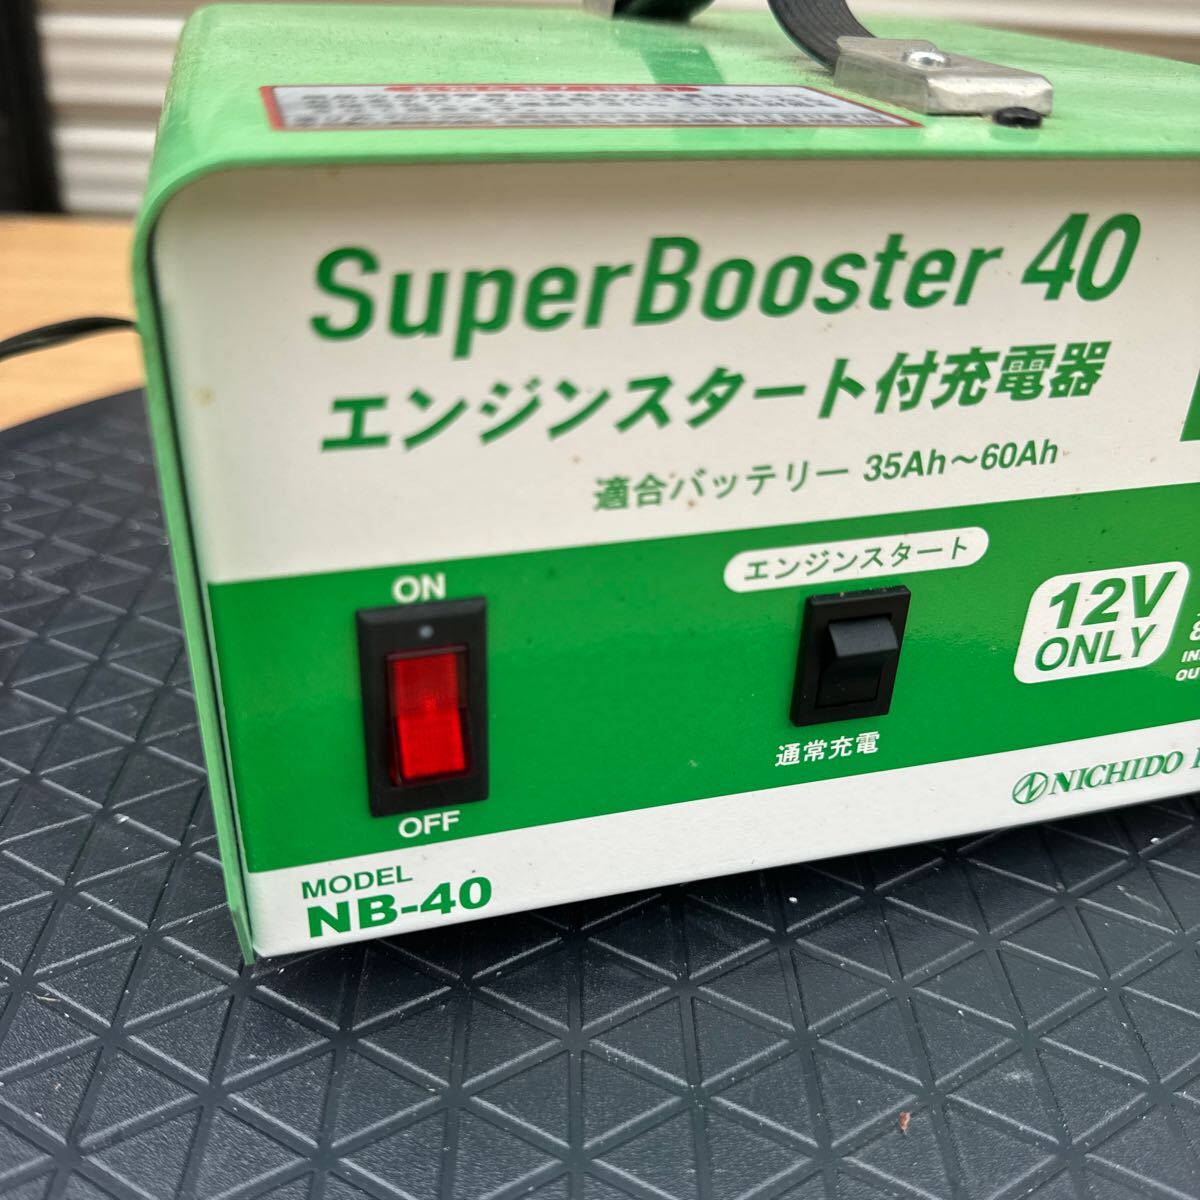 SuperBooster 40
エンジンスタート付充電器
適合バッテリー 35Ah～60Ah
ON
エンジンスタート
12V
ONLY
通常充電
OFF
NICHIDO
MODEL
NB-40